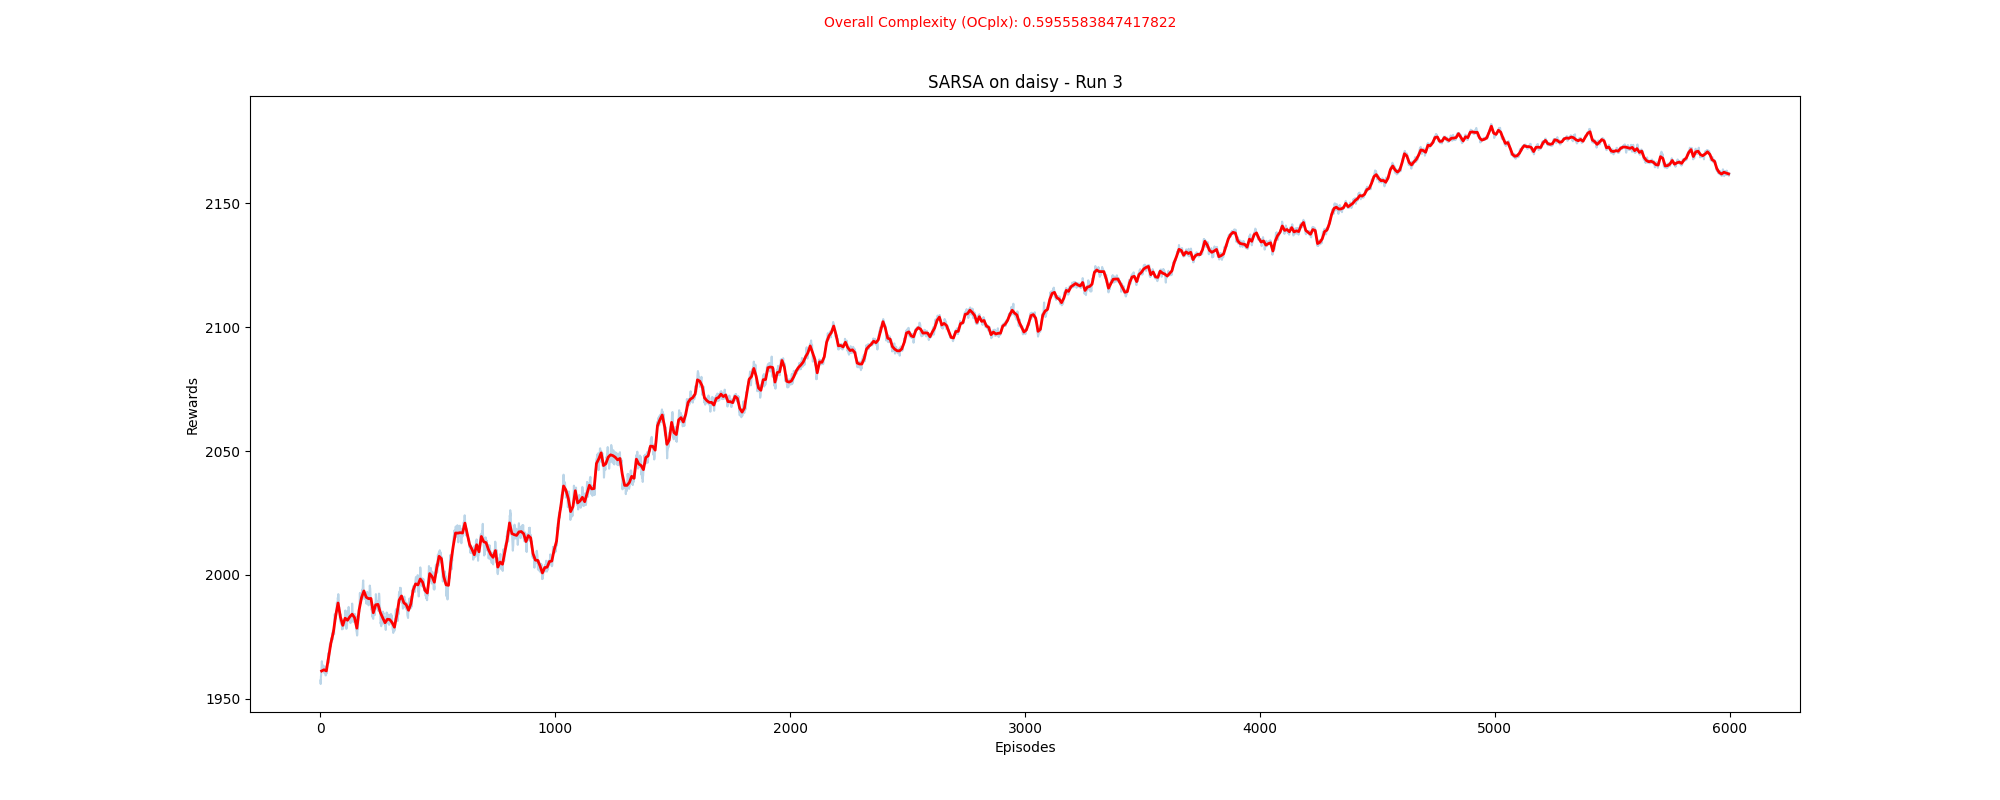 Overall Complexity (OCplx): 0.5955583847417822
SARSA on daisy - Run 3
Rewards
2150
2100
2050
2000
1950
0 1000 2000 3000 4000 5000 6000
Episodes